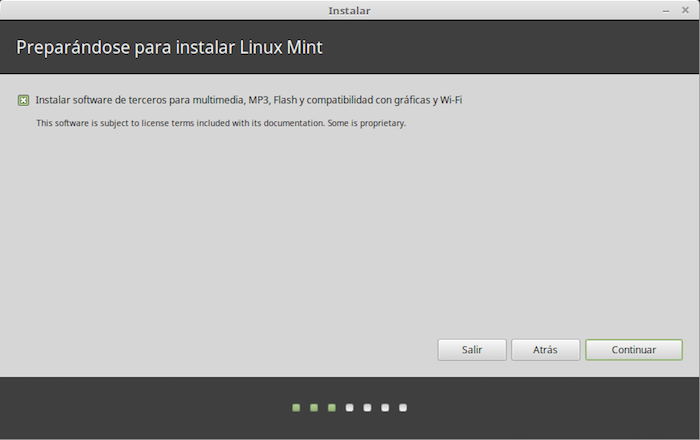 Instalar
Preparándose para instalar Linux Mint
Instalar software de terceros para multimedia, MP3, Flash y compatibilidad con gráficas y Wi-Fi
This software is subject to license terms included with its documentation. Some is proprietary.
Salir Atrás Continuar